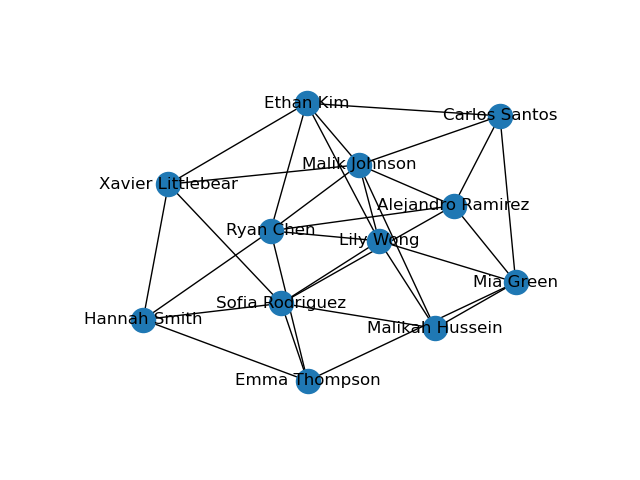 Ethan Kim
Carlos Santos
Malik Johnson
Xavier Littlebear
Alejandro Ramirez
Ryan Chen
Lily Wong
Mia Green
Sofia Rodriguez
Hannah Smith
Malikah Hussein
Emma Thompson